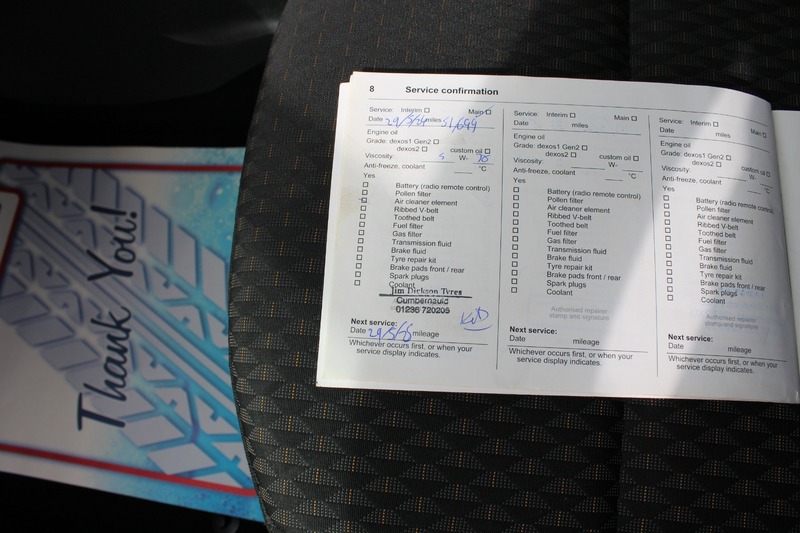 8 Service confirmation
Service: Interim Main
Date 29/5/24 miles 51,699
Engine oil
Grade: dexos1 Gen2 custom oil
dexos2
Viscosity: 5 W- 30
Anti-freeze, coolant °C
Yes
Battery (radio remote control)
Pollen filter
Air cleaner element
Ribbed V-belt
Toothed belt
Fuel filter
Gas filter
Transmission fluid
Brake fluid
Tyre repair kit
Brake pads front / rear
Spark plugs
Coolant
Jim Dickson Tyres
Cumbernauld
01236 720205
Next service:
Date 29/5/25 mileage
Whichever occurs first, or when your
service display indicates.
Service: Interim Main
Date miles
Engine oil
Grade: dexos1 Gen2 custom oil
dexos2
Viscosity: W-
Anti-freeze, coolant °C
Yes
Battery (radio remote control)
Pollen filter
Air cleaner element
Ribbed V-belt
Toothed belt
Fuel filter
Gas filter
Transmission fluid
Brake fluid
Tyre repair kit
Brake pads front / rear
Spark plugs
Coolant
Authorised repairer
stamp and signature
Next service:
Date mileage
Whichever occurs first, or when your
service display indicates.
Service: Interim Main
Date miles
Engine oil
Grade: dexos1 Gen2 custom oil
dexos2
Viscosity: W-
Anti-freeze, coolant °C
Yes
Battery (radio remote control)
Pollen filter
Air cleaner element
Ribbed V-belt
Toothed belt
Fuel filter
Gas filter
Transmission fluid
Brake fluid
Tyre repair kit
Brake pads front / rear
Spark plugs
Coolant
Authorised repairer
stamp and signature
Next service:
Date mileage
Whichever occurs first, or when your
service display indicates.
Thank You!